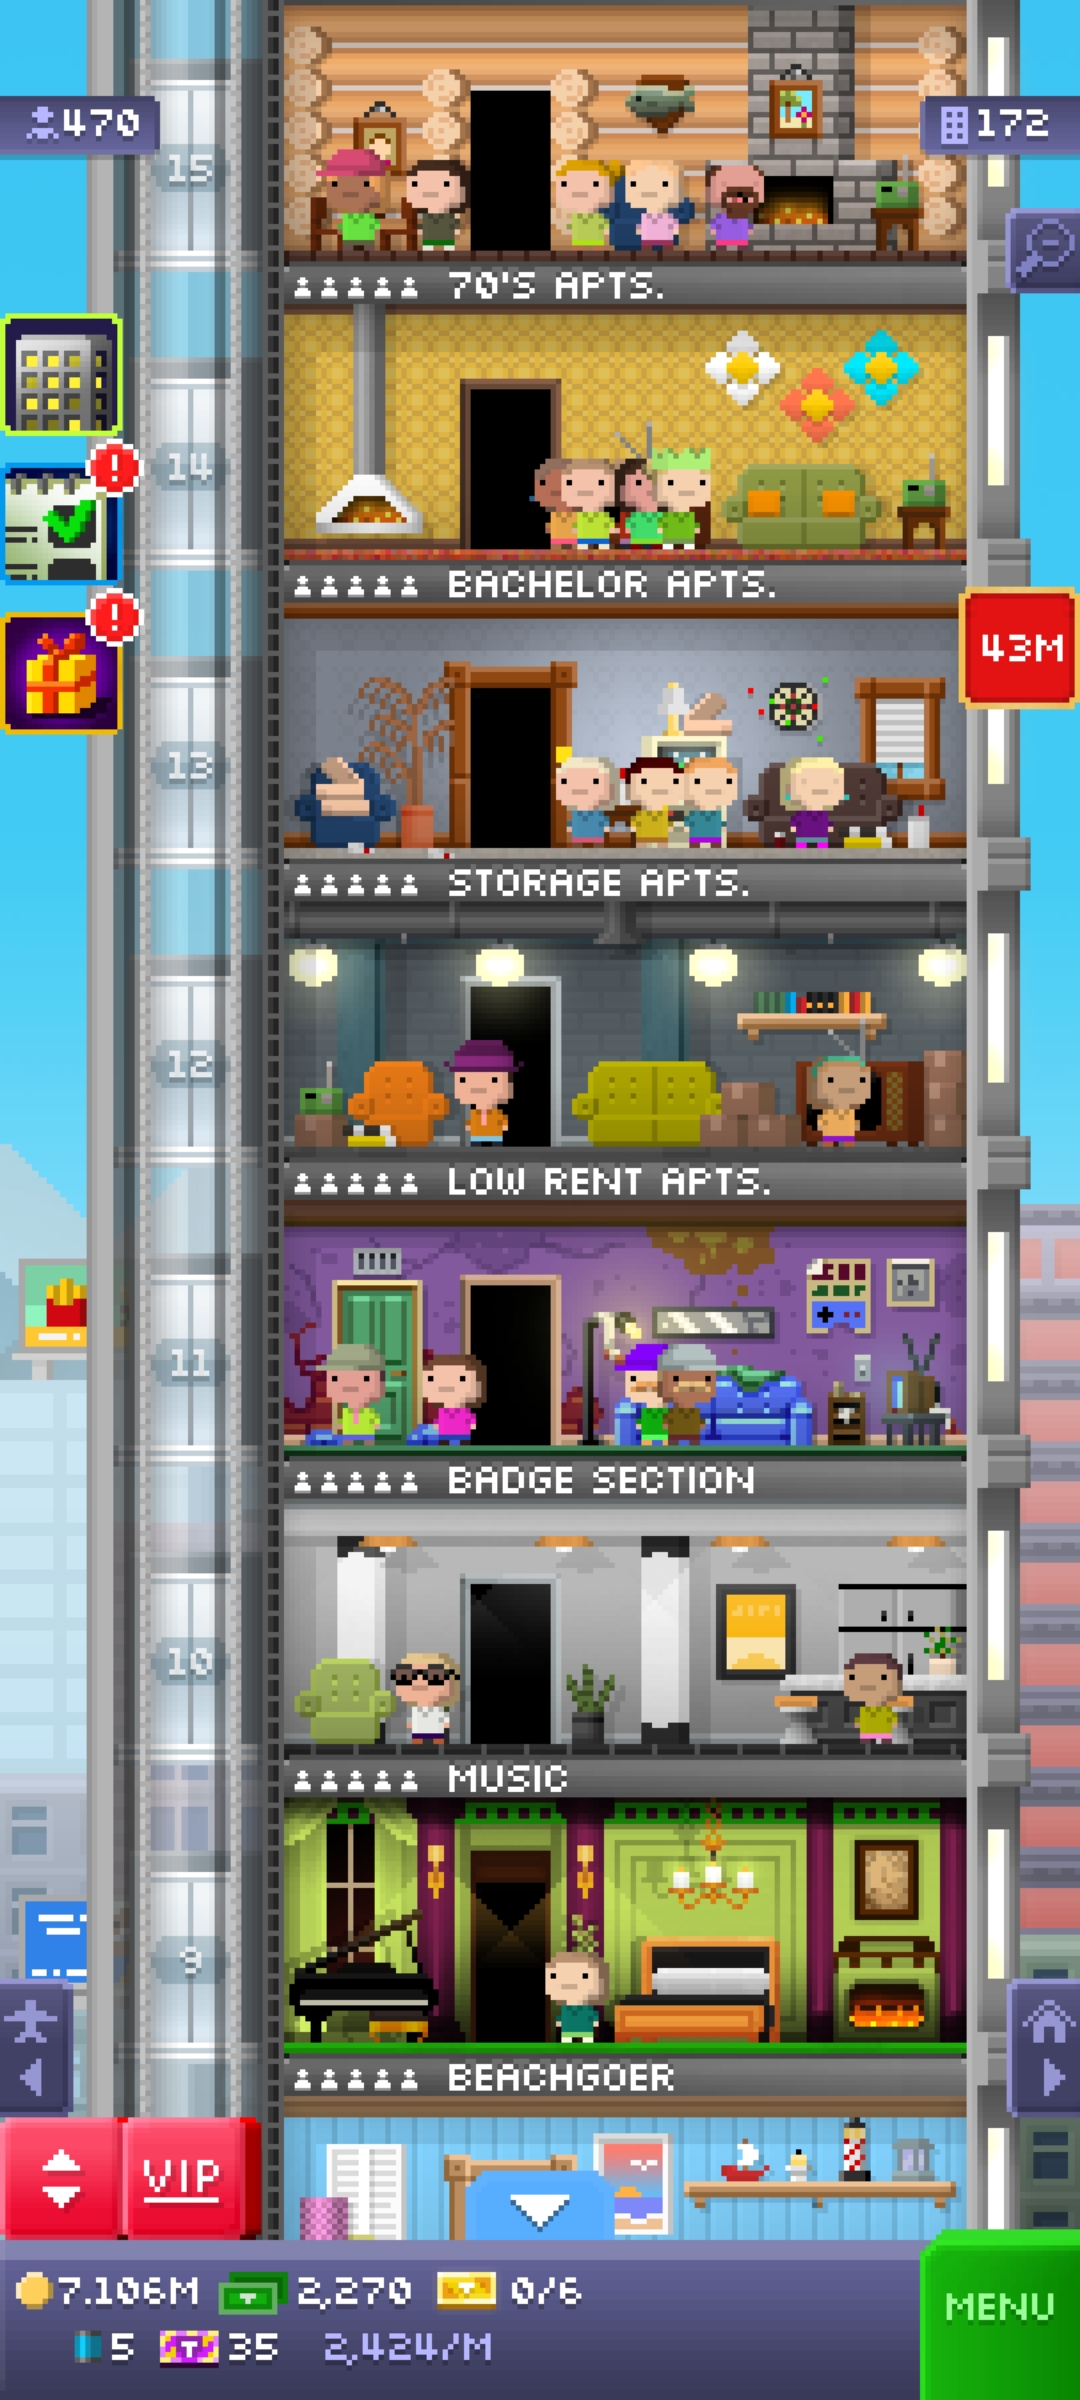 470
172
15
70'S APTS.
14
BACHELOR APTS.
43M
13
STORAGE APTS.
12
LOW RENT APTS.
11
BADGE SECTION
10
MUSIC
9
BEACHGOER
VIP
7.106M 2,270 0/6
MENU
5 35 2,424/M